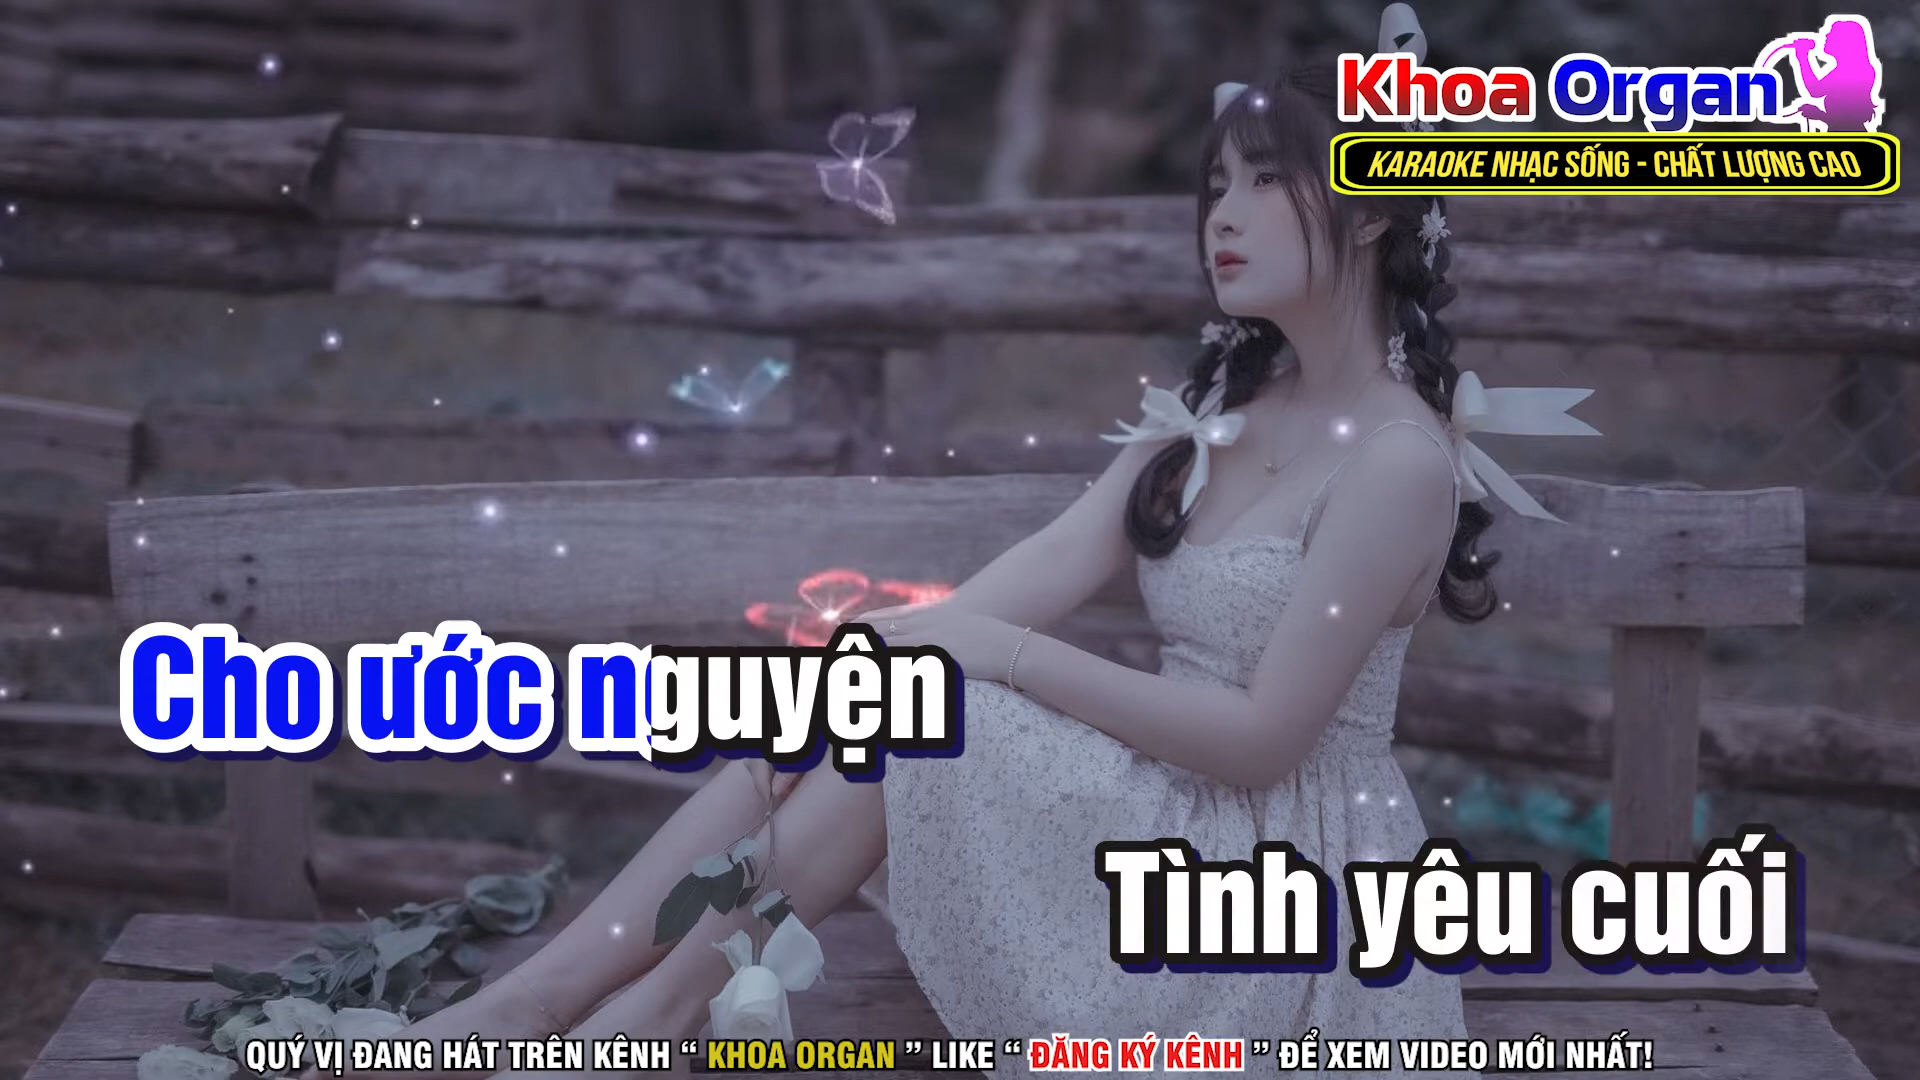 Khoa Organ
KARAOKE NHẠC SỐNG - CHẤT LƯỢNG CAO
Cho ước nguyện
Tình yêu cuối
QUÝ VỊ ĐANG HÁT TRÊN KÊNH “ KHOA ORGAN ” LIKE “ ĐĂNG KÝ KÊNH ” ĐỂ XEM VIDEO MỚI NHẤT!